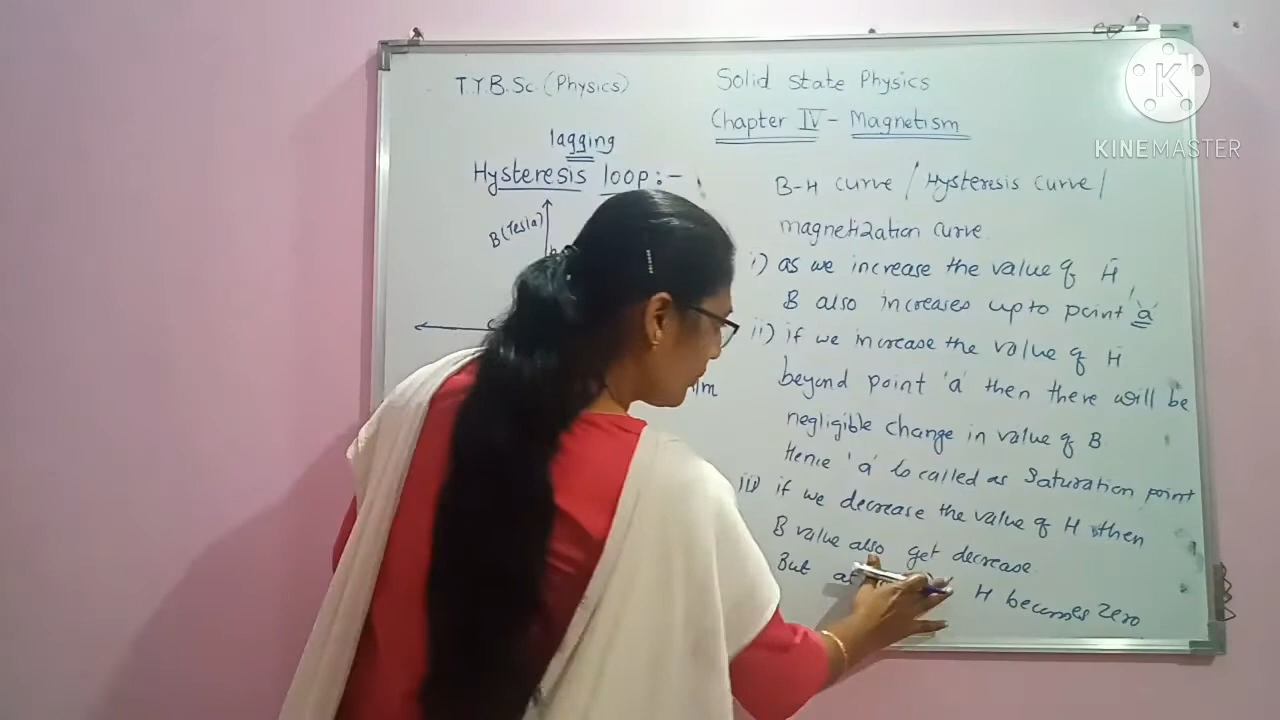 T.Y.B.Sc. (Physics)
Solid State Physics
Chapter IV - Magnetism
lagging
Hysteresis loop :-
B (Tesla)
B-H curve / Hysteresis curve /
magnetization curve.
i) as we increase the value of H,
B also increases upto point 'a'
ii) if we increase the value of H
beyond point 'a' then there will be
negligible change in value of B
Hence 'a' is called as saturation point
iii) if we decrease the value of H then
B value also get decrease.
But at H becomes zero
K
KINEMASTER